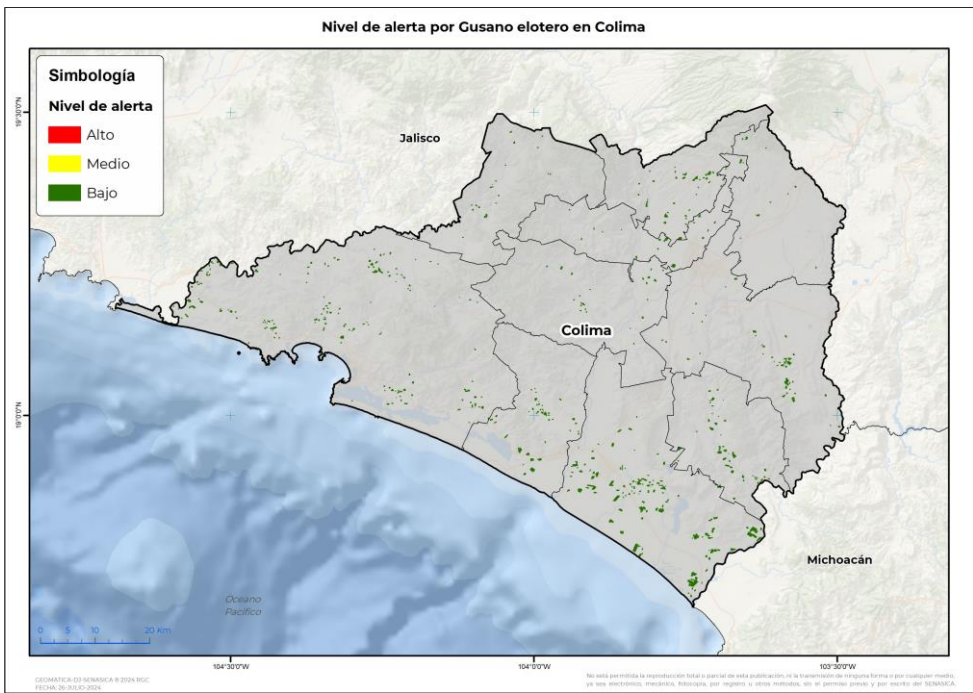 Nivel de alerta por Gusano elotero en Colima
Simbología
Nivel de alerta
Alto
Medio
Bajo
Jalisco
Colima
Michoacán
Oceano
Pacífico
0 5 10 20 Km
19°30'0"N
19°0'0"N
104°30'0"W
104°0'0"W
103°30'0"W
GEOMÁTICA-DJ-SENASICA ® 2024 RGC
FECHA: 26-JULIO-2024
No está permitida la reproducción total o parcial de esta publicación, ni la transmisión de ninguna forma o por cualquier medio,
ya sea electrónico, mecánico, fotocopia, por registro u otros métodos, sin el permiso previo y por escrito del SENASICA.